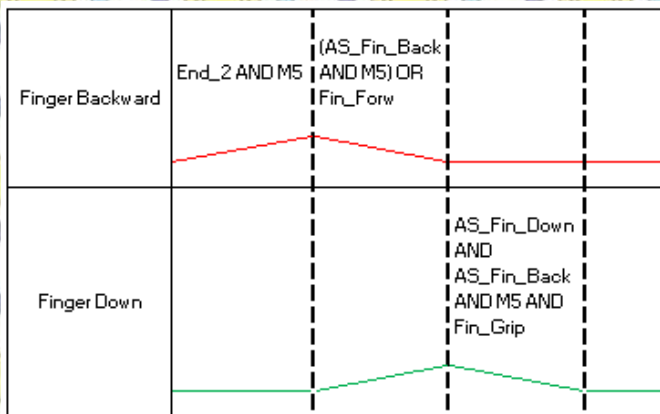 Finger Backward
End_2 AND M5
(AS_Fin_Back
AND M5) OR
Fin_Forw
Finger Down
AS_Fin_Down
AND
AS_Fin_Back
AND M5 AND
Fin_Grip